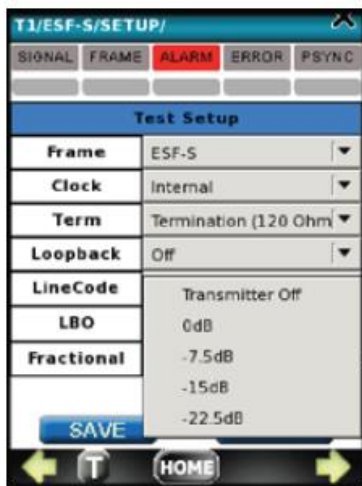 T1/ESF-S/SETUP/
SIGNAL FRAME ALARM ERROR PSYNC
Test Setup
Frame ESF-S
Clock Internal
Term Termination (120 Ohm
Loopback Off
LineCode
Transmitter Off
LBO
0dB
-7.5dB
Fractional
-15dB
-22.5dB
SAVE
T HOME